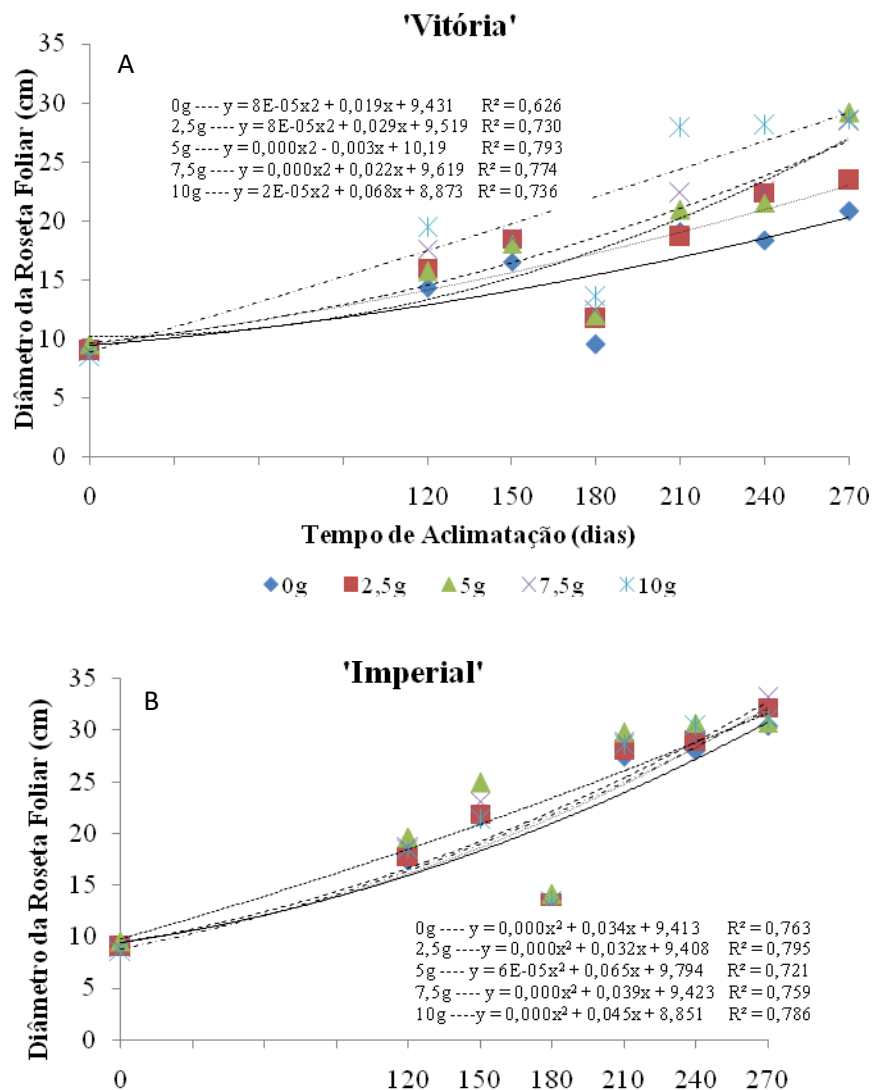 'Vitória'
Diâmetro da Roseta Foliar (cm)
A
35
30
25
20
15
10
5
0
0g ---- y = 8E-05x2 + 0,019x + 9,431 R² = 0,626
2,5g ---- y = 8E-05x2 + 0,029x + 9,519 R² = 0,730
5g ---- y = 0,000x2 - 0,003x + 10,19 R² = 0,793
7,5g ---- y = 0,000x2 + 0,022x + 9,619 R² = 0,774
10g ---- y = 2E-05x2 + 0,068x + 8,873 R² = 0,736
0 120 150 180 210 240 270
Tempo de Aclimatação (dias)
0g 2,5g 5g 7,5g 10g
'Imperial'
Diâmetro da Roseta Foliar (cm)
B
35
30
25
20
15
10
5
0
0g ---- y = 0,000x² + 0,034x + 9,413 R² = 0,763
2,5g ----y = 0,000x² + 0,032x + 9,408 R² = 0,795
5g ---- y = 6E-05x² + 0,065x + 9,794 R² = 0,721
7,5g ----y = 0,000x² + 0,039x + 9,423 R² = 0,759
10g ----y = 0,000x² + 0,045x + 8,851 R² = 0,786
0 120 150 180 210 240 270